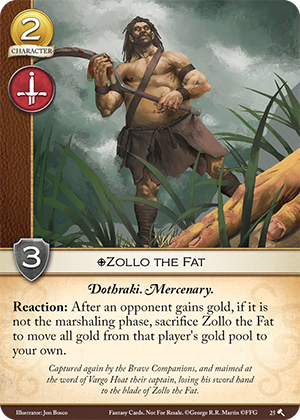 2
CHARACTER
3
ZOLLO THE FAT
Dothraki. Mercenary.
Reaction: After an opponent gains gold, if it is
not the marshaling phase, sacrifice Zollo the Fat
to move all gold from that player's gold pool to
your own.
Captured again by the Brave Companions, and maimed at
the word of Vargo Hoat their captain, losing his sword hand
to the blade of Zollo the Fat.
Illustrator: Jon Bosco
Fantasy Cards. Not For Resale. ©George R.R. Martin ©FFG
25